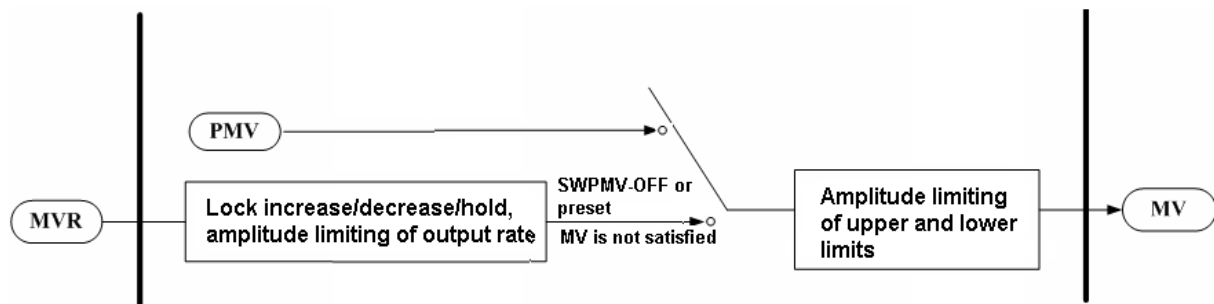 PMV
MVR
Lock increase/decrease/hold,
amplitude limiting of output rate
SWPMV-OFF or
preset
MV is not satisfied
Amplitude limiting
of upper and lower
limits
MV